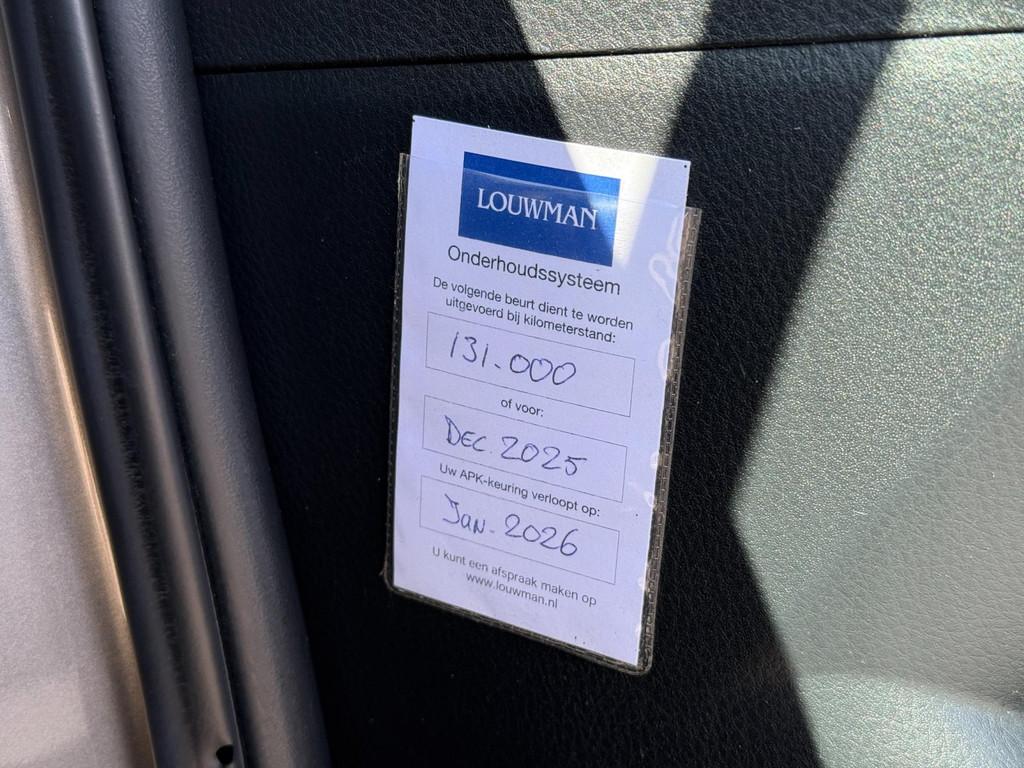 LOUWMAN
Onderhoudssysteem
De volgende beurt dient te worden
uitgevoerd bij kilometerstand:
131.000
of voor:
DEC. 2025
Uw APK-keuring verloopt op:
Jan. 2026
U kunt een afspraak maken op
www.louwman.nl